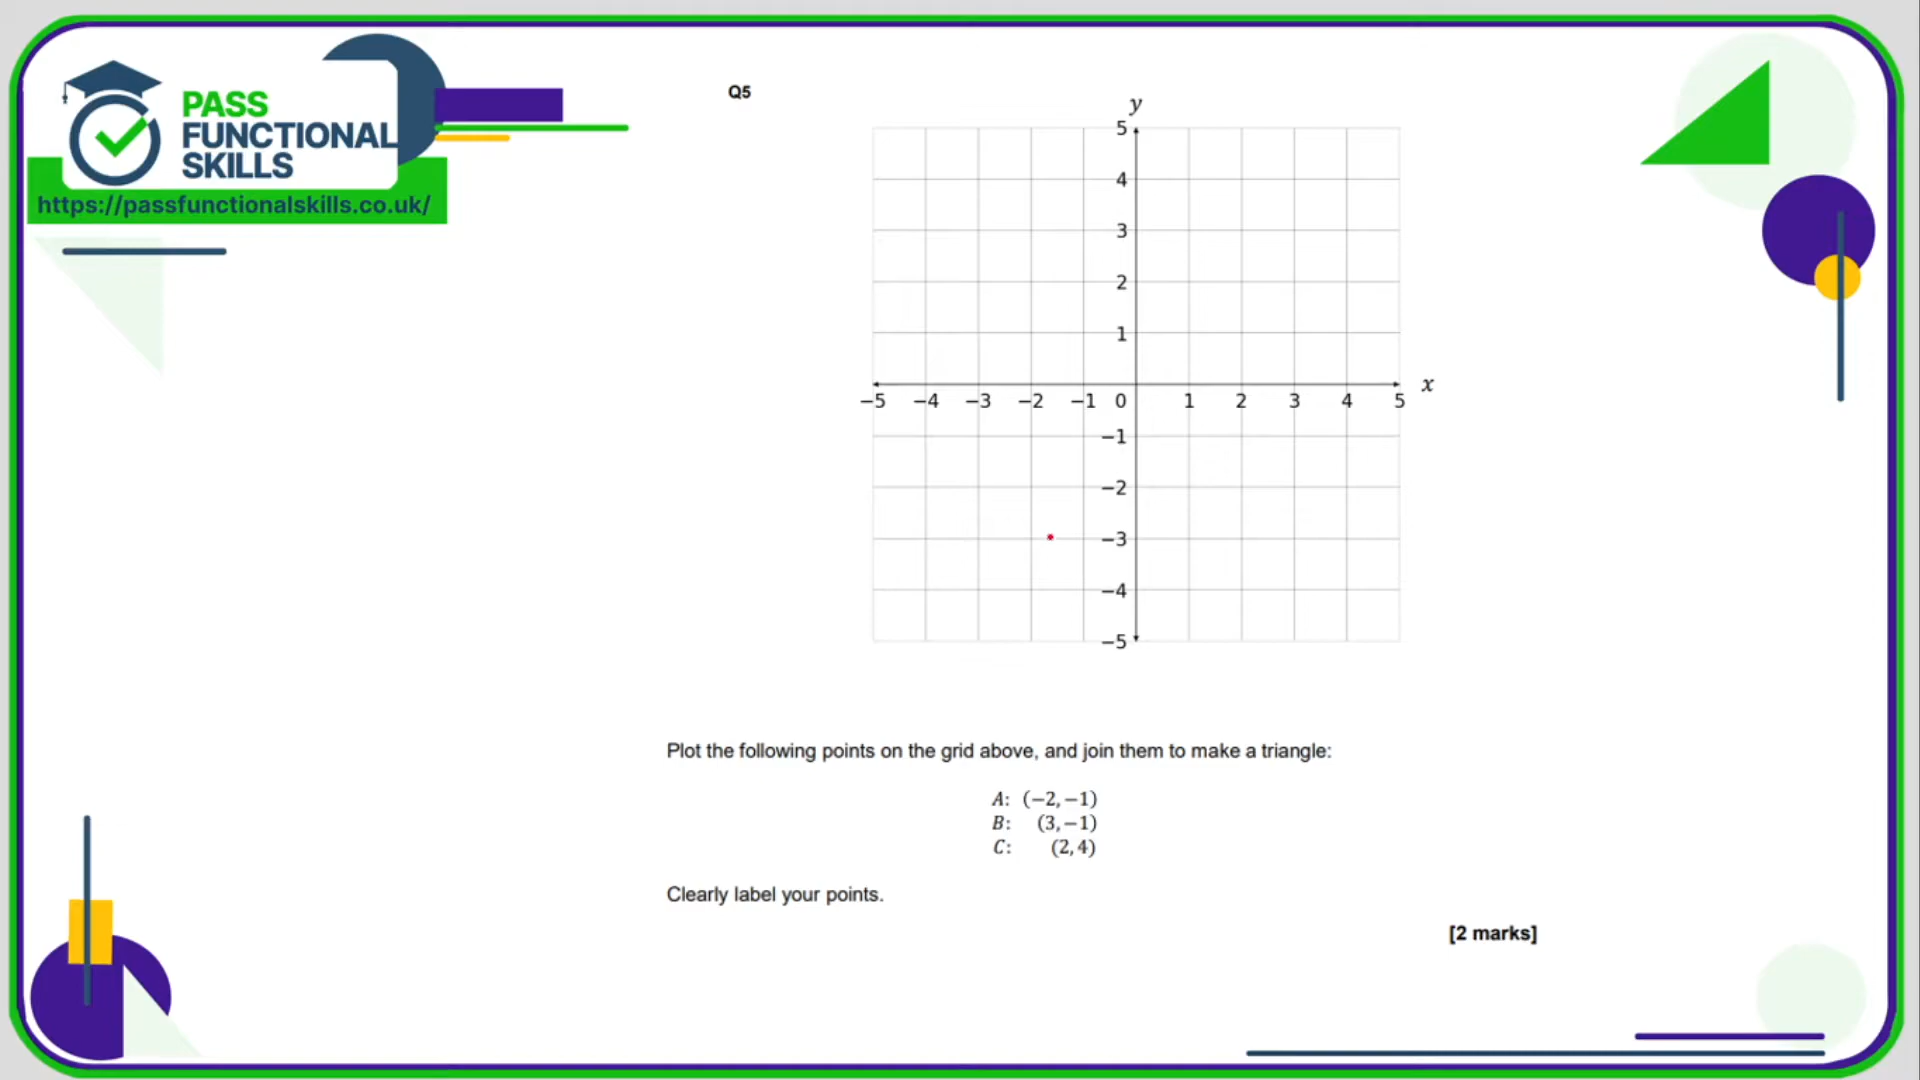 PASS
FUNCTIONAL
SKILLS
https://passfunctionalskills.co.uk/
Q5
y
5
4
3
2
1
x
−5 −4 −3 −2 −1 0 1 2 3 4 5
−1
−2
−3
−4
−5
Plot the following points on the grid above, and join them to make a triangle:
A: (−2,−1)
B: (3,−1)
C: (2,4)
Clearly label your points.
[2 marks]